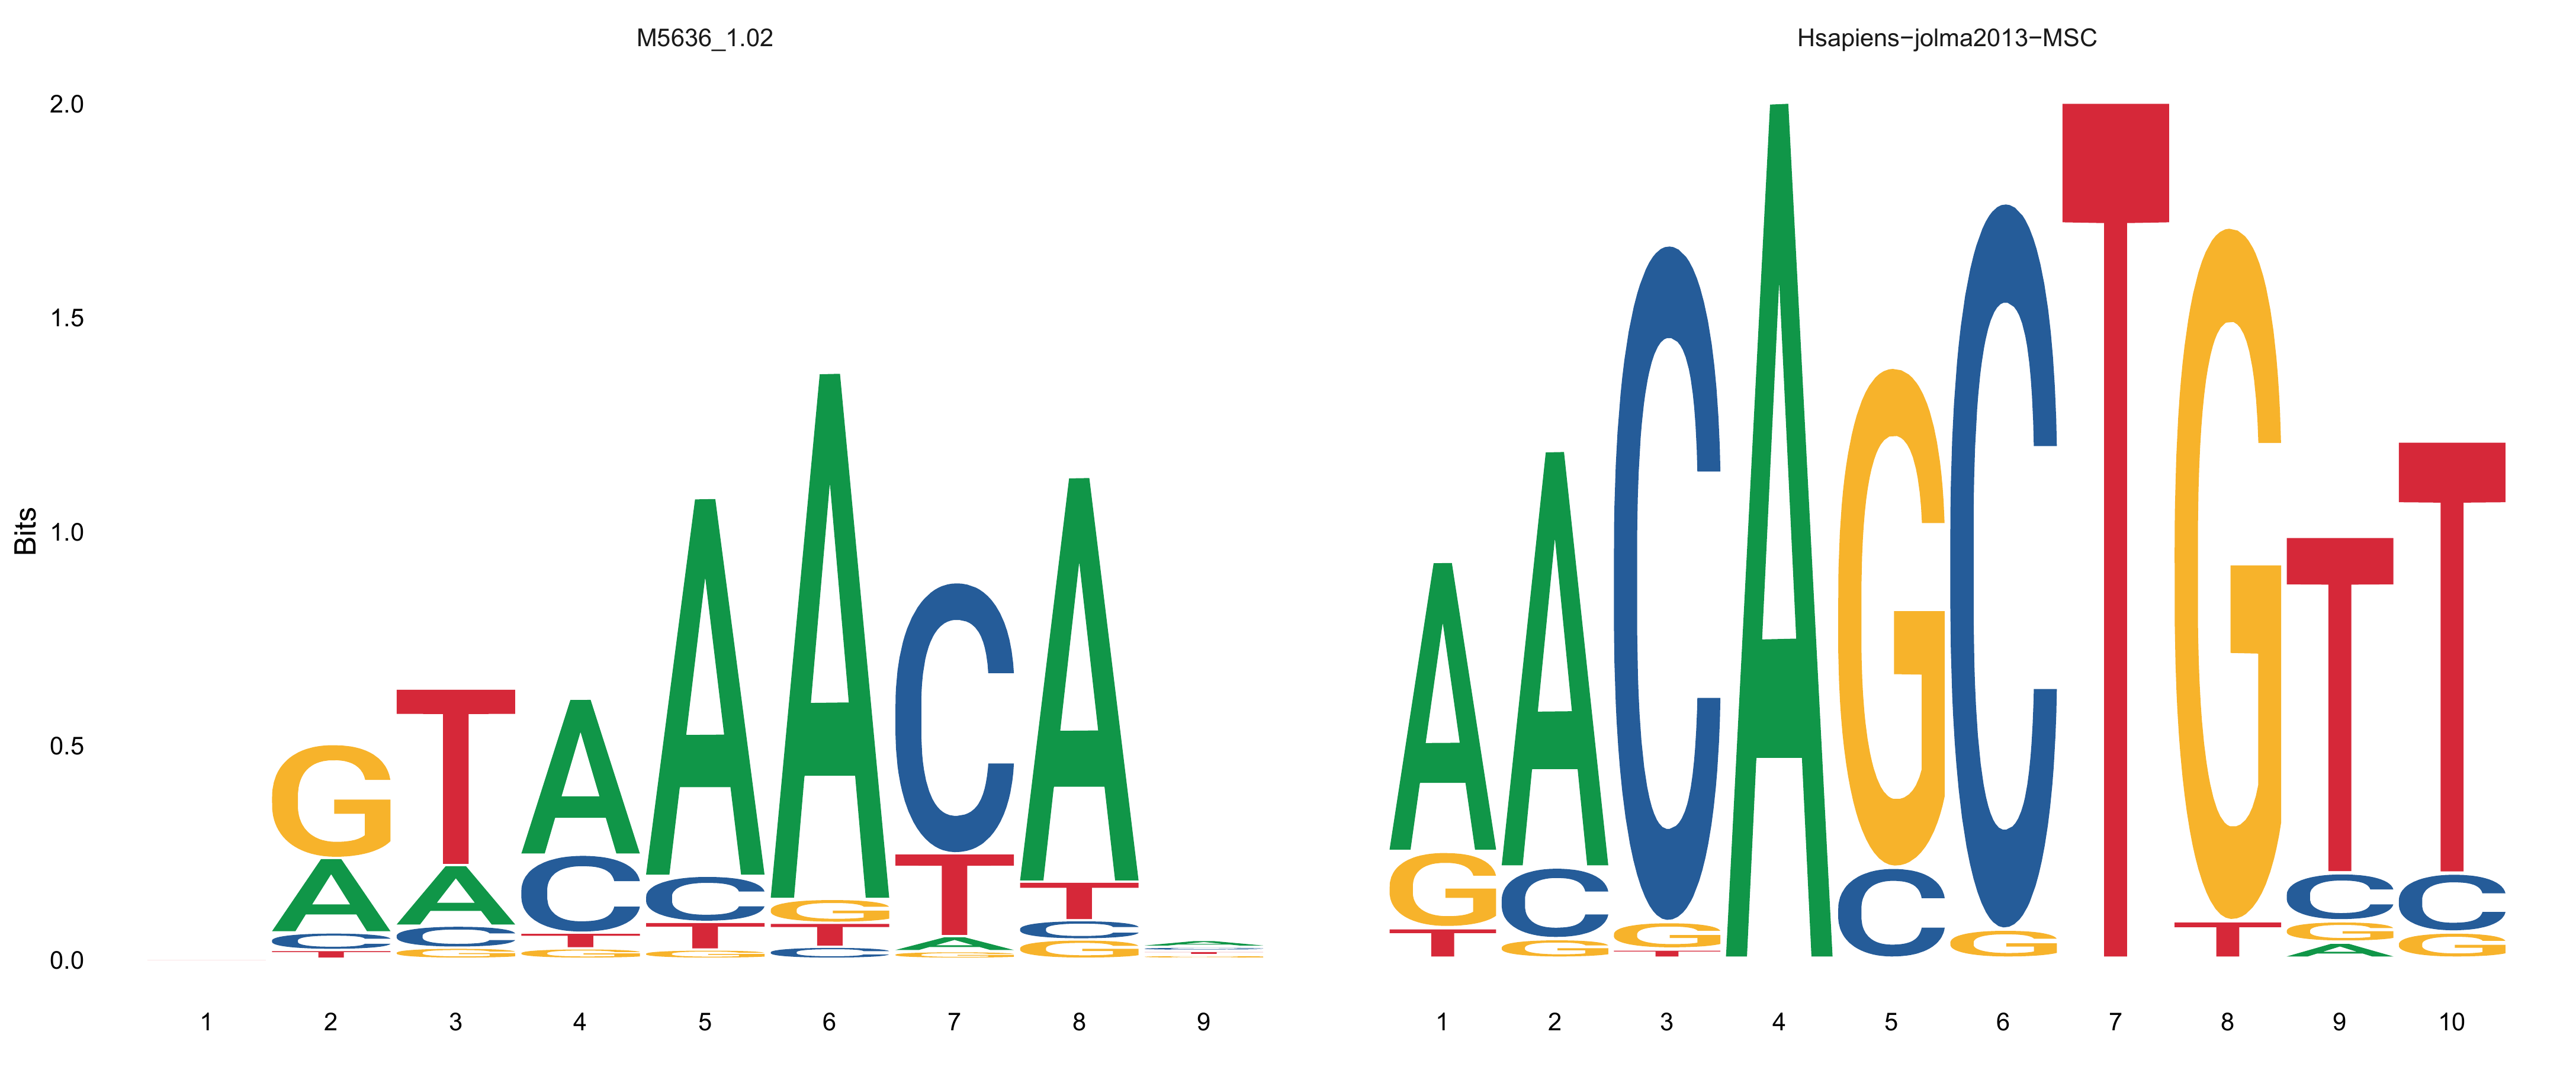 M5636_1.02
Hsapiens−jolma2013−MSC
Bits
2.0
1.5
1.0
0.5
0.0
G T A A A C A
A A C C G T T
C C T T T A C A
T G G G C G G
1 2 3 4 5 6 7 8 9
A A C A G C T G T T
G C G C G T C C
T G T G G
A
1 2 3 4 5 6 7 8 9 10